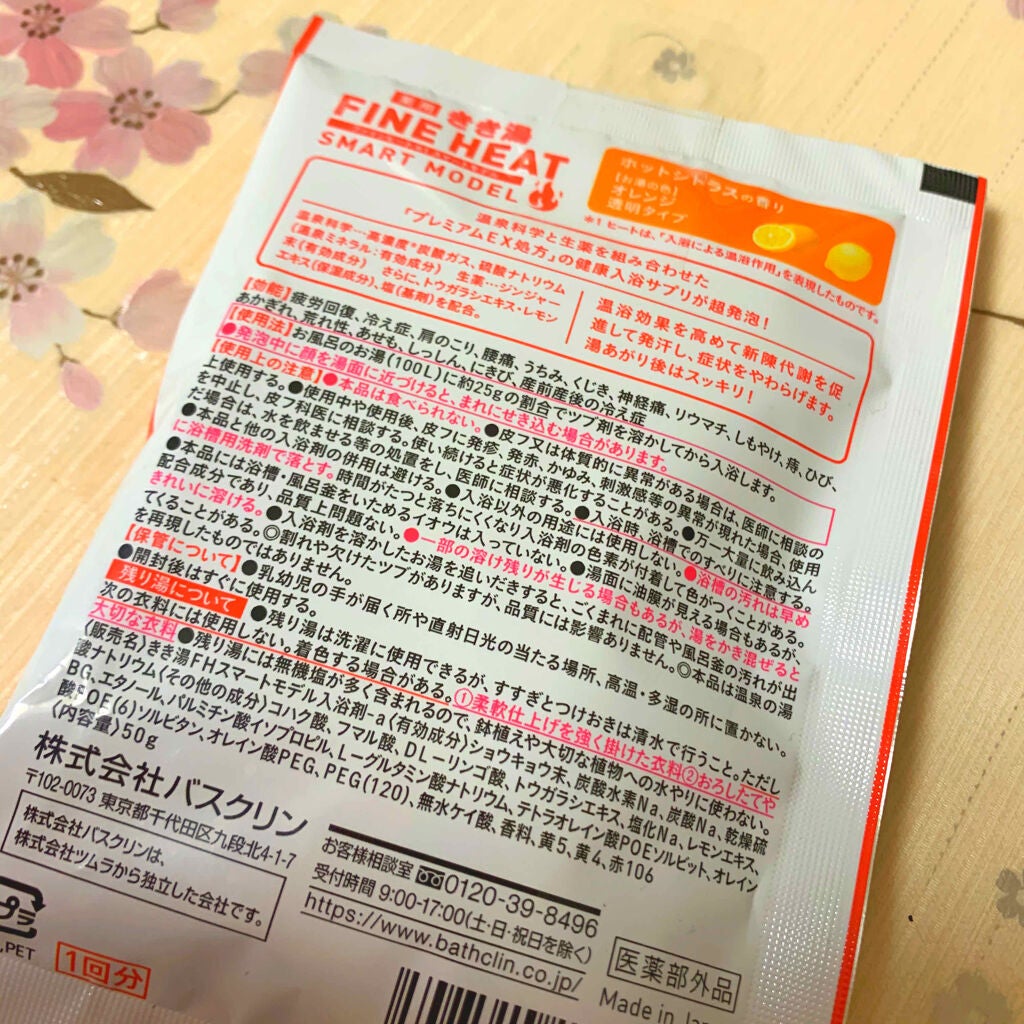 薬用 きき湯
FINE HEAT
SMART MODEL
ホットシトラスの香り
【お湯の色】
オレンジ
透明タイプ
※1 ヒートは、「入浴による温浴作用」を表現したものです。
温泉科学と生薬を組み合わせた
「プレミアムEX処方」の健康入浴サプリが超発泡！
温泉科学…高濃度*炭酸ガス、硫酸ナトリウム
(温泉ミネラル：有効成分) 生薬…ジンジャー
末(有効成分) さらに、トウガラシエキス・レモン
エキス(保湿成分)、塩(基剤)を配合。
温浴効果を高めて新陳代謝を促
進して発汗し、症状をやわらげます。
湯あがり後はスッキリ！
【効能】疲労回復、冷え症、肩のこり、腰痛、うちみ、くじき、神経痛、リウマチ、しもやけ、痔、ひび、
あかぎれ、荒れ性、あせも、しっしん、にきび、産前産後の冷え症
【使用法】お風呂のお湯(100L)に約25gの割合でツブ剤を溶かしてから入浴します。
●発泡中に顔を湯面に近づけると、まれにせき込む場合があります。
【使用上の注意】●本品は食べられない。●皮フ又は体質的に異常がある場合は、医師に相談の
上使用する。●使用中や使用後、皮フに発疹、発赤、かゆみ、刺激感等の異常が現れた場合、使用
を中止し、皮フ科医に相談する。使い続けると症状が悪化することがある。●万一大量に飲み込ん
だ場合は、水を飲ませる等の処置をし、医師に相談する。●入浴時、浴槽でのすべりに注意する。
●本品と他の入浴剤の併用は避ける。●入浴以外の用途には使用しない。●浴槽の汚れは早め
に浴槽用洗剤で落とす。時間がたつと落ちにくくなり入浴剤の色素が付着して色がつくことがある。
●本品には浴槽・風呂釜をいためるイオウは入っていない。●湯面に油膜が見える場合もあるが、
配合成分であり、品質上問題ない。●一部の溶け残りが生じる場合もあるが、湯をかき混ぜると
きれいに溶ける。●入浴剤を溶かしたお湯を追いだきすると、ごくまれに配管や風呂釜の汚れが出
てくることがある。◎割れや欠けたツブがありますが、品質には影響ありません。◎本品は温泉の湯
を再現したものではありません。
【保管について】●乳幼児の手が届く所や直射日光の当たる場所、高温・多湿の所に置かない。
●開封後はすぐに使用する。
残り湯について ●残り湯は洗濯に使用できるが、すすぎとつけおきは清水で行うこと。ただし
次の衣料には使用しない。着色する場合がある。①柔軟仕上げを強く掛けた衣料②おろしたてや
大切な衣料●残り湯には無機塩が多く含まれるので、鉢植えや大切な植物への水やりに使わない。
〈販売名〉きき湯FHスマートモデル入浴剤-a〈有効成分〉ショウキョウ末、炭酸水素Na、炭酸Na、乾燥硫
酸ナトリウム〈その他の成分〉コハク酸、フマル酸、DL-リンゴ酸、トウガラシエキス、塩化Na、レモンエキス、
BG、エタノール、パルミチン酸イソプロピル、L-グルタミン酸ナトリウム、テトラオレイン酸POEソルビット、オレイン
酸POE(6)ソルビタン、オレイン酸PEG、PEG(120)、無水ケイ酸、香料、黄5、黄4、赤106
〈内容量〉50g
株式会社バスクリン
〒102-0073 東京都千代田区九段北4-1-7
株式会社バスクリンは、
株式会社ツムラから独立した会社です。
お客様相談室 0120-39-8496
受付時間 9:00-17:00(土・日・祝日を除く)
https://www.bathclin.co.jp/
プラ
,PET
1回分
医薬部外品
Made in